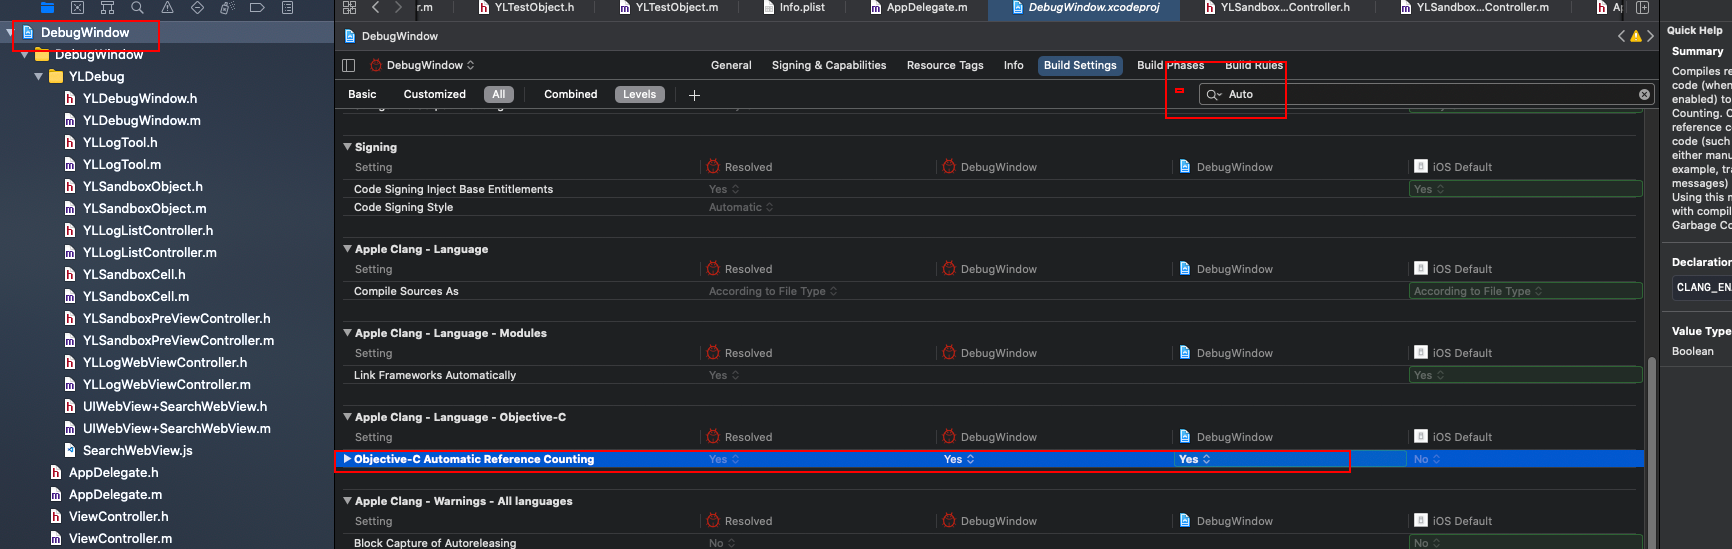 r.m
YLTestObject.h
YLTestObject.m
Info.plist
AppDelegate.m
DebugWindow.xcodeproj
YLSandbox...Controller.h
YLSandbox...Controller.m
DebugWindow
DebugWindow
YLDebug
YLDebugWindow.h
YLDebugWindow.m
YLLogTool.h
YLLogTool.m
YLSandboxObject.h
YLSandboxObject.m
YLLogListController.h
YLLogListController.m
YLSandboxCell.h
YLSandboxCell.m
YLSandboxPreViewController.h
YLSandboxPreViewController.m
YLLogWebViewController.h
YLLogWebViewController.m
UIWebView+SearchWebView.h
UIWebView+SearchWebView.m
SearchWebView.js
AppDelegate.h
AppDelegate.m
ViewController.h
ViewController.m
DebugWindow
DebugWindow
General Signing & Capabilities Resource Tags Info Build Settings Build Phases Build Rules
Basic Customized All Combined Levels + Auto
Signing
Setting Resolved DebugWindow DebugWindow iOS Default
Code Signing Inject Base Entitlements Yes Yes
Code Signing Style Automatic
Apple Clang - Language
Setting Resolved DebugWindow DebugWindow iOS Default
Compile Sources As According to File Type According to File Type
Apple Clang - Language - Modules
Setting Resolved DebugWindow DebugWindow iOS Default
Link Frameworks Automatically Yes Yes
Apple Clang - Language - Objective-C
Setting Resolved DebugWindow DebugWindow iOS Default
Objective-C Automatic Reference Counting Yes Yes Yes No
Apple Clang - Warnings - All languages
Setting Resolved DebugWindow DebugWindow iOS Default
Block Capture of Autoreleasing No No
Quick Help
Summary
Compiles re
code (when
enabled) to
Counting. C
reference c
code (such
either manu
example, tra
messages)
Using this m
with compil
Garbage Co
Declaration
CLANG_ENA
Value Type
Boolean